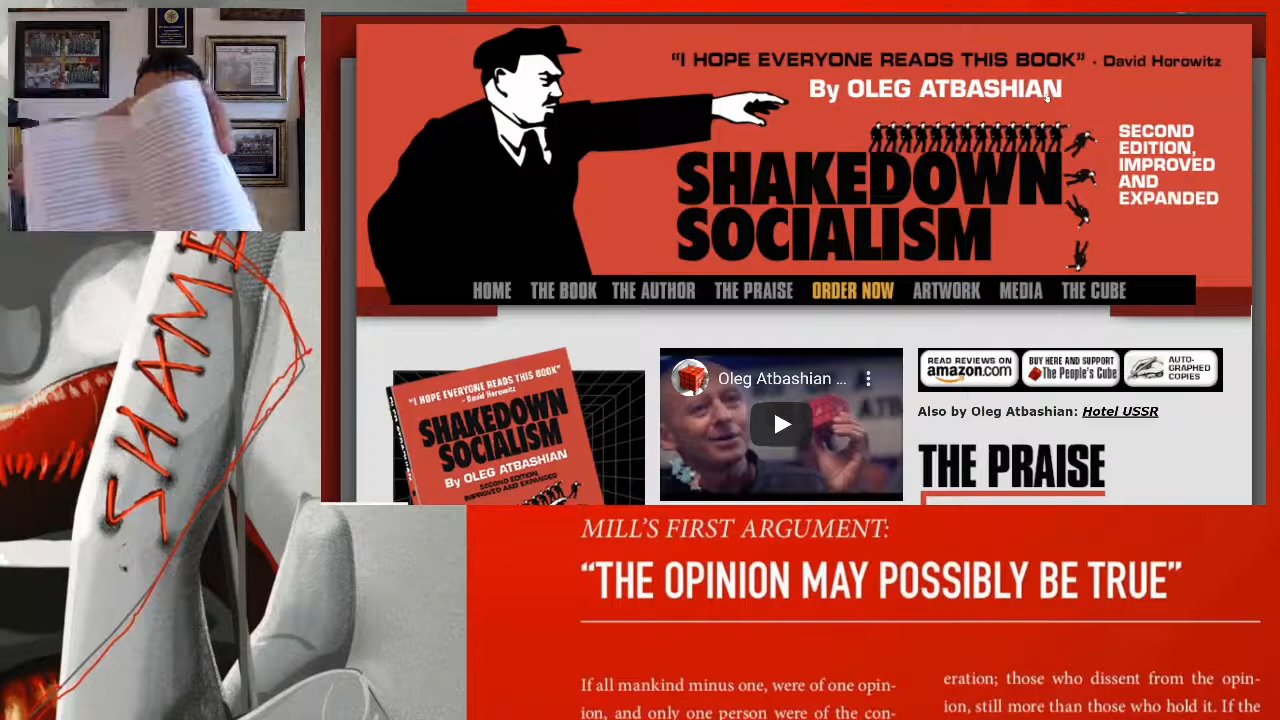 "I HOPE EVERYONE READS THIS BOOK" - David Horowitz
By OLEG ATBASHIAN
SHAKEDOWN
SOCIALISM
SECOND
EDITION,
IMPROVED
AND
EXPANDED
HOME THE BOOK THE AUTHOR THE PRAISE ORDER NOW ARTWORK MEDIA THE CUBE
"I HOPE EVERYONE READS THIS BOOK"
- David Horowitz
SHAKEDOWN
SOCIALISM
By OLEG ATBASHIAN
SECOND EDITION,
IMPROVED AND EXPANDED
Oleg Atbashian ...
READ REVIEWS ON
amazon.com
BUY HERE AND SUPPORT
The People's Cube
AUTO-
GRAPHED
COPIES
Also by Oleg Atbashian: Hotel USSR
THE PRAISE
SHAME
MILL'S FIRST ARGUMENT:
"THE OPINION MAY POSSIBLY BE TRUE"
If all mankind minus one, were of one opin-
ion, and only one person were of the con-
eration; those who dissent from the opin-
ion, still more than those who hold it. If the